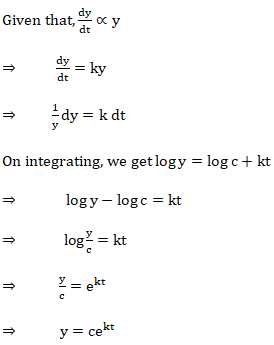 Given that, dy/dt ∝ y
⇒ dy/dt = ky
⇒ 1/y dy = k dt
On integrating, we get log y = log c + kt
⇒ log y − log c = kt
⇒ log y/c = kt
⇒ y/c = e^kt
⇒ y = ce^kt